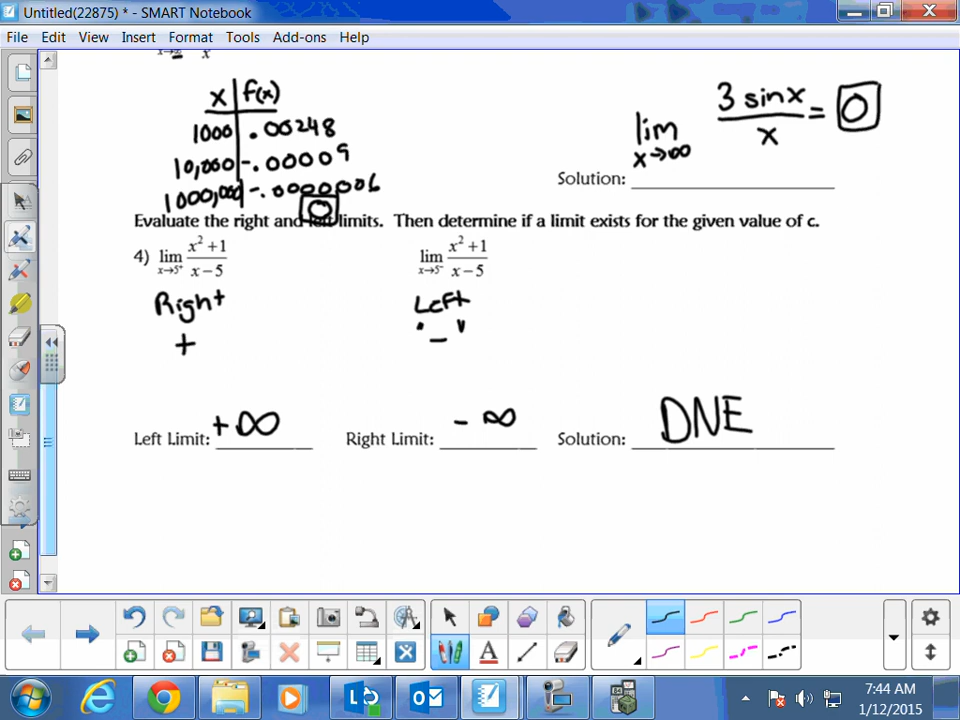 Untitled(22875) * - SMART Notebook
File Edit View Insert Format Tools Add-ons Help
x→∞ x
x f(x)
1000 .00248
10,000 -.00009
1000,000 -.0000006
0
lim x→∞ 3 sinx / x = 0
Solution:
Evaluate the right and left limits. Then determine if a limit exists for the given value of c.
4) lim x→5⁺ x² + 1 / x − 5
lim x→5⁻ x² + 1 / x − 5
Right Left
+ " − "
Left Limit: +∞ Right Limit: - ∞ Solution: DNE
7:44 AM
1/12/2015